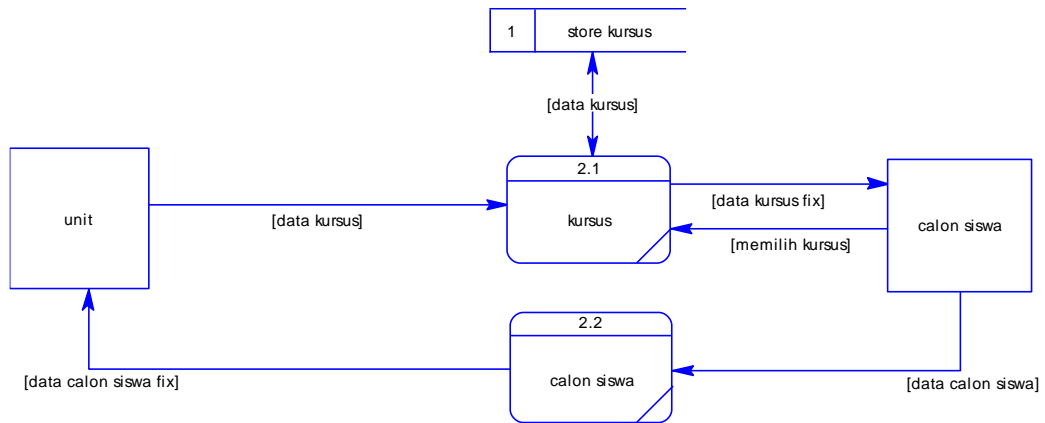 1 store kursus
[data kursus]
2.1
kursus
unit
[data kursus]
[data kursus fix]
[memilih kursus]
calon siswa
2.2
calon siswa
[data calon siswa fix]
[data calon siswa]